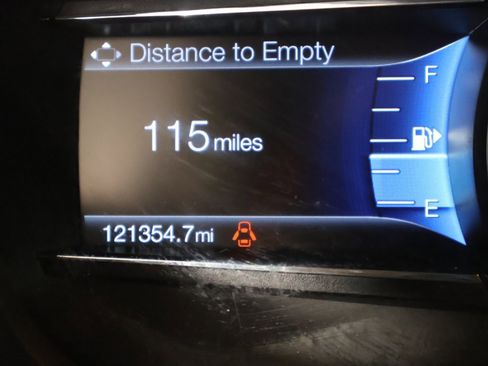 Distance to Empty
F
115 miles
E
121354.7mi